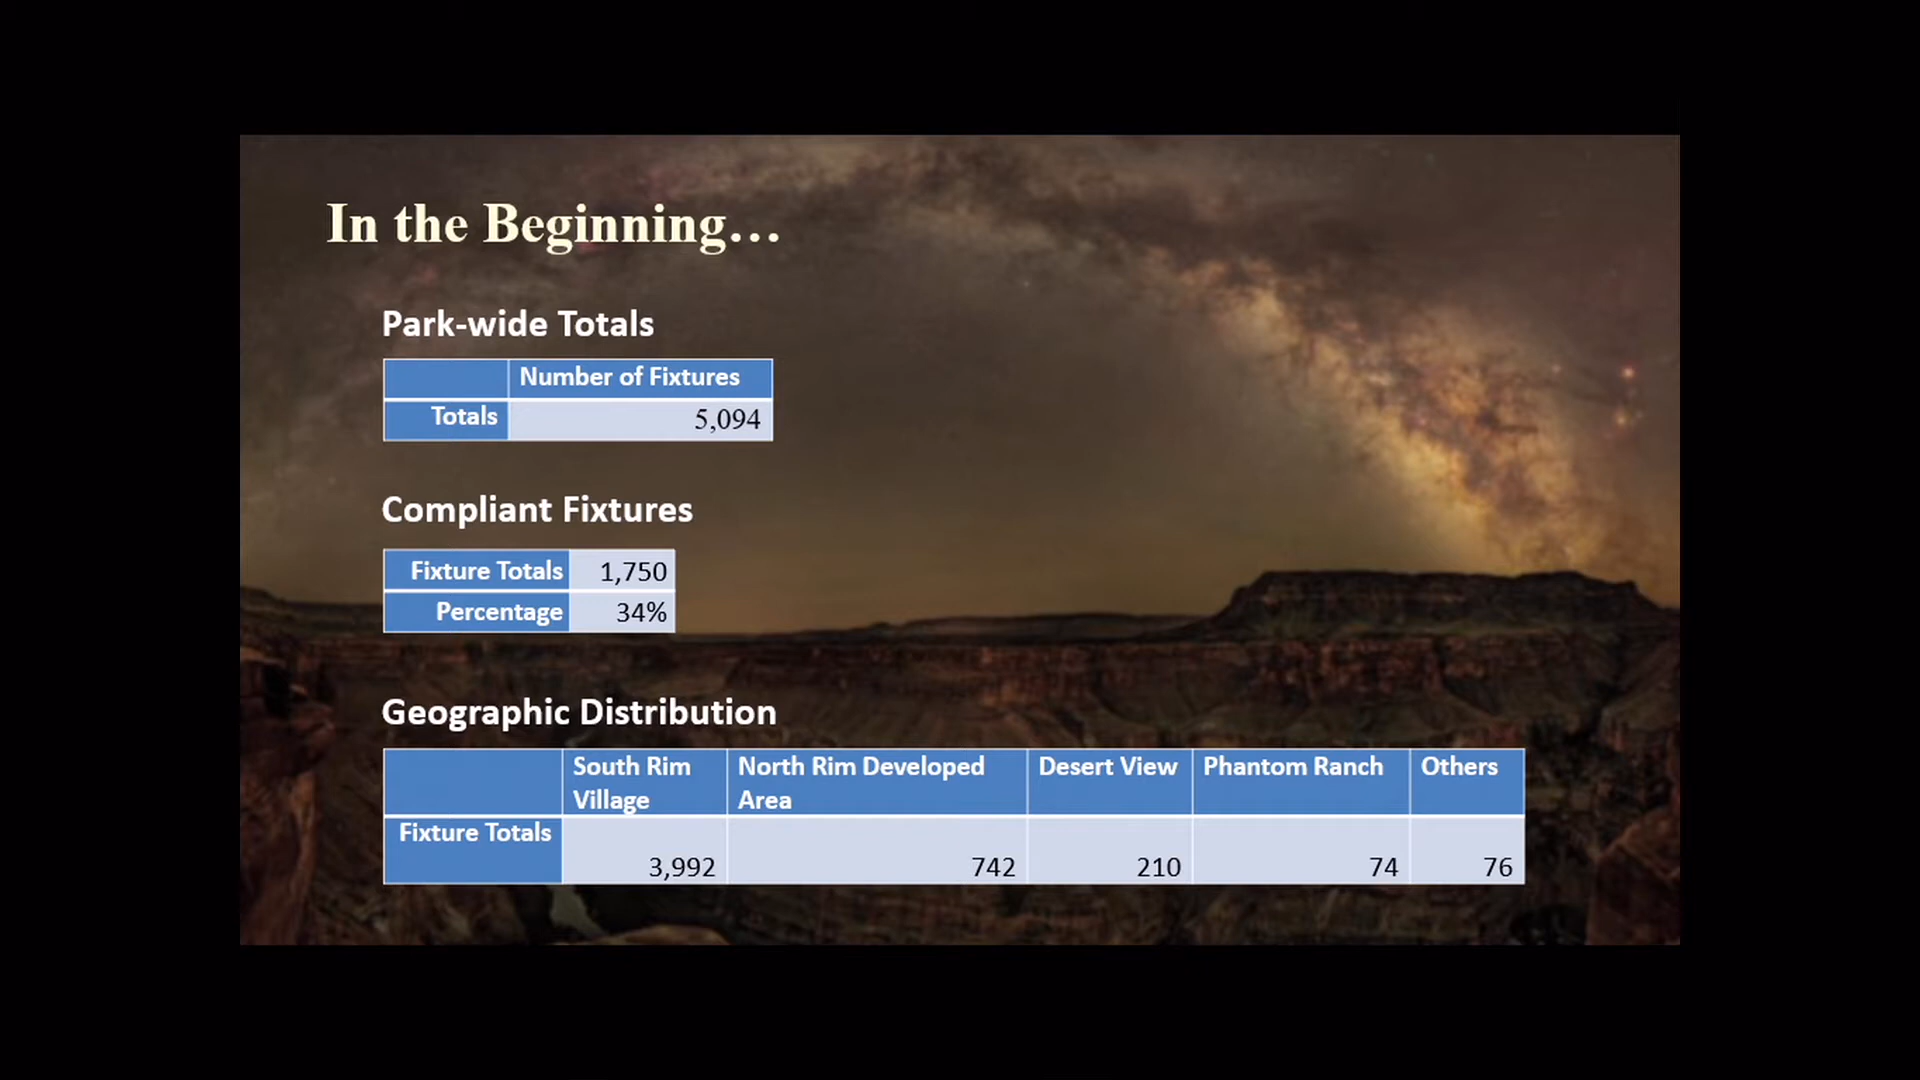 In the Beginning…
Park-wide Totals
Number of Fixtures
Totals 5,094
Compliant Fixtures
Fixture Totals 1,750
Percentage 34%
Geographic Distribution
South Rim Village North Rim Developed Area Desert View Phantom Ranch Others
Fixture Totals 3,992 742 210 74 76